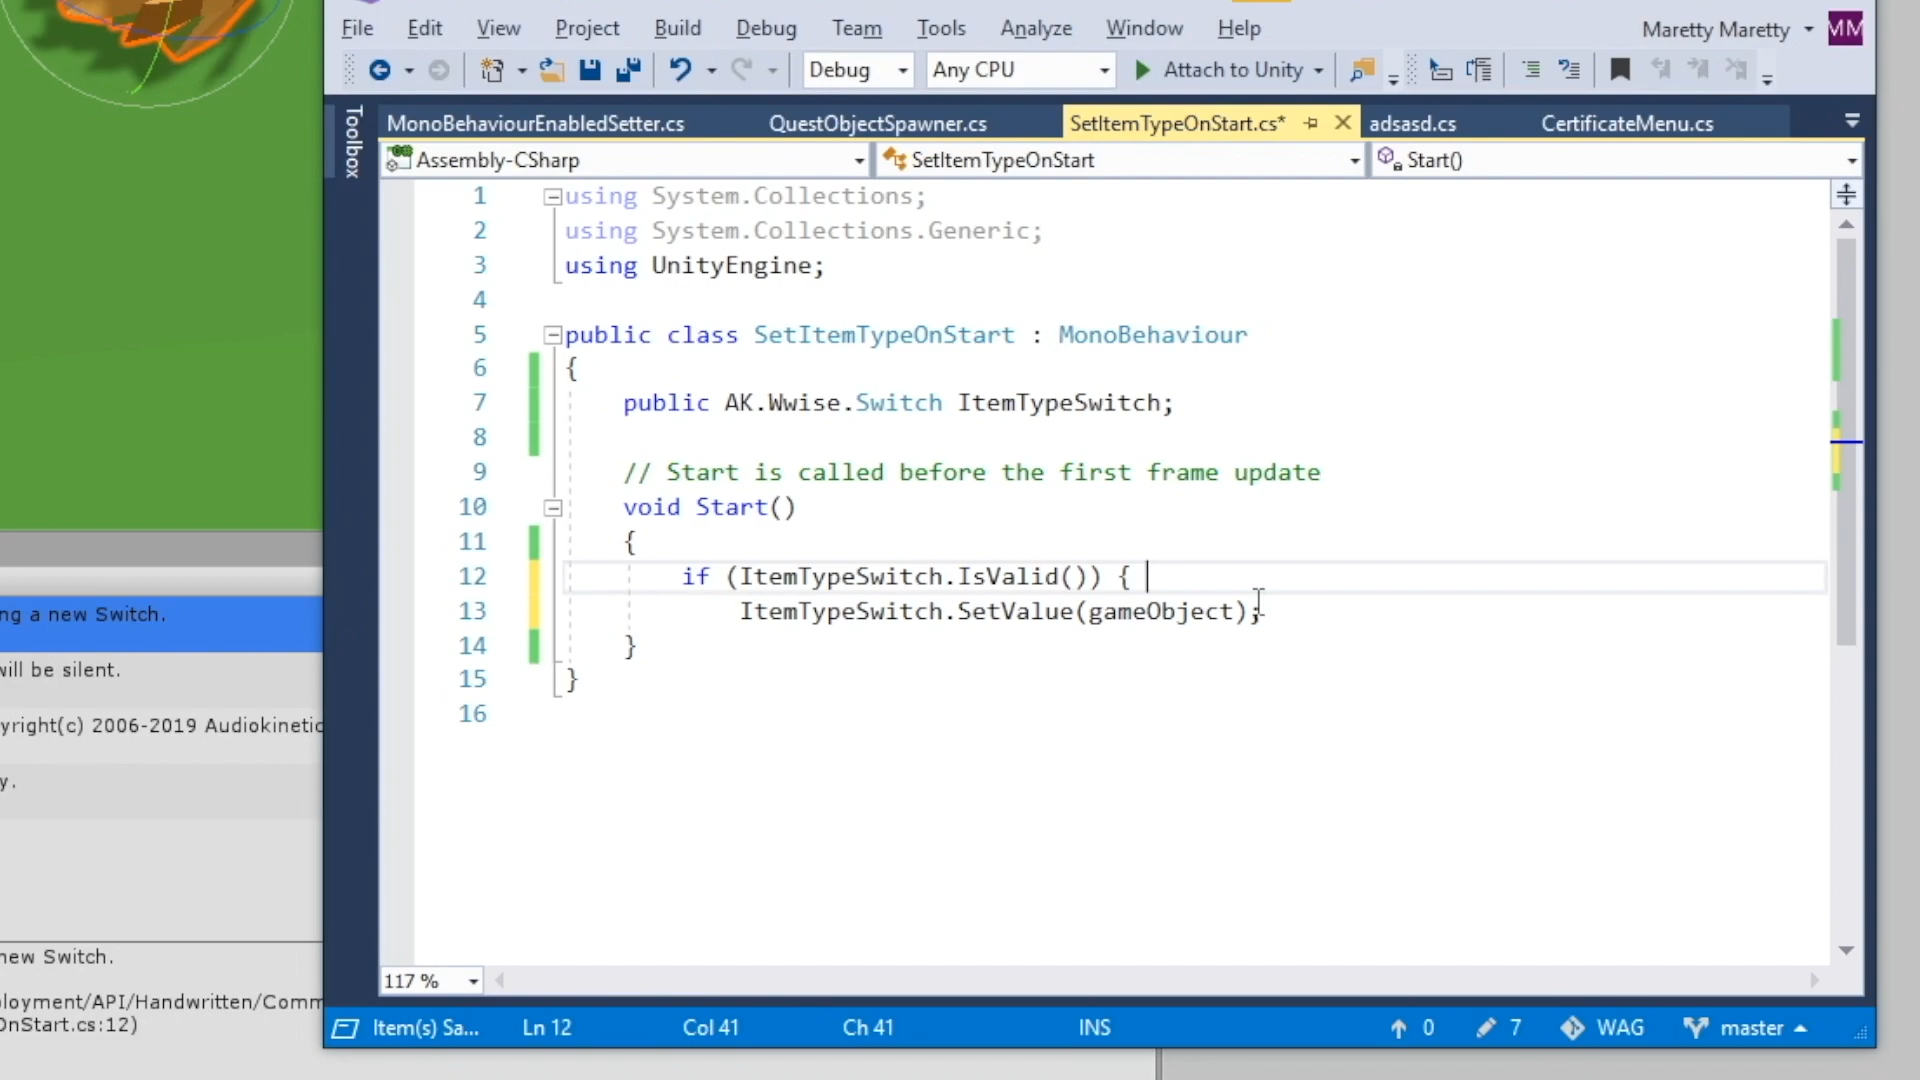 File Edit View Project Build Debug Team Tools Analyze Window Help Maretty Maretty MM
Debug Any CPU Attach to Unity
Toolbox
MonoBehaviourEnabledSetter.cs QuestObjectSpawner.cs SetItemTypeOnStart.cs* adsasd.cs CertificateMenu.cs
Assembly-CSharp SetItemTypeOnStart Start()
1 using System.Collections;
2 using System.Collections.Generic;
3 using UnityEngine;
4
5 public class SetItemTypeOnStart : MonoBehaviour
6 {
7 public AK.Wwise.Switch ItemTypeSwitch;
8
9 // Start is called before the first frame update
10 void Start()
11 {
12 if (ItemTypeSwitch.IsValid()) {
13 ItemTypeSwitch.SetValue(gameObject);
14 }
15 }
16
ng a new Switch.
will be silent.
yright(c) 2006-2019 Audiokinetic
y.
new Switch.
loyment/API/Handwritten/Comm
OnStart.cs:12)
117 %
Item(s) Sa... Ln 12 Col 41 Ch 41 INS 0 7 WAG master